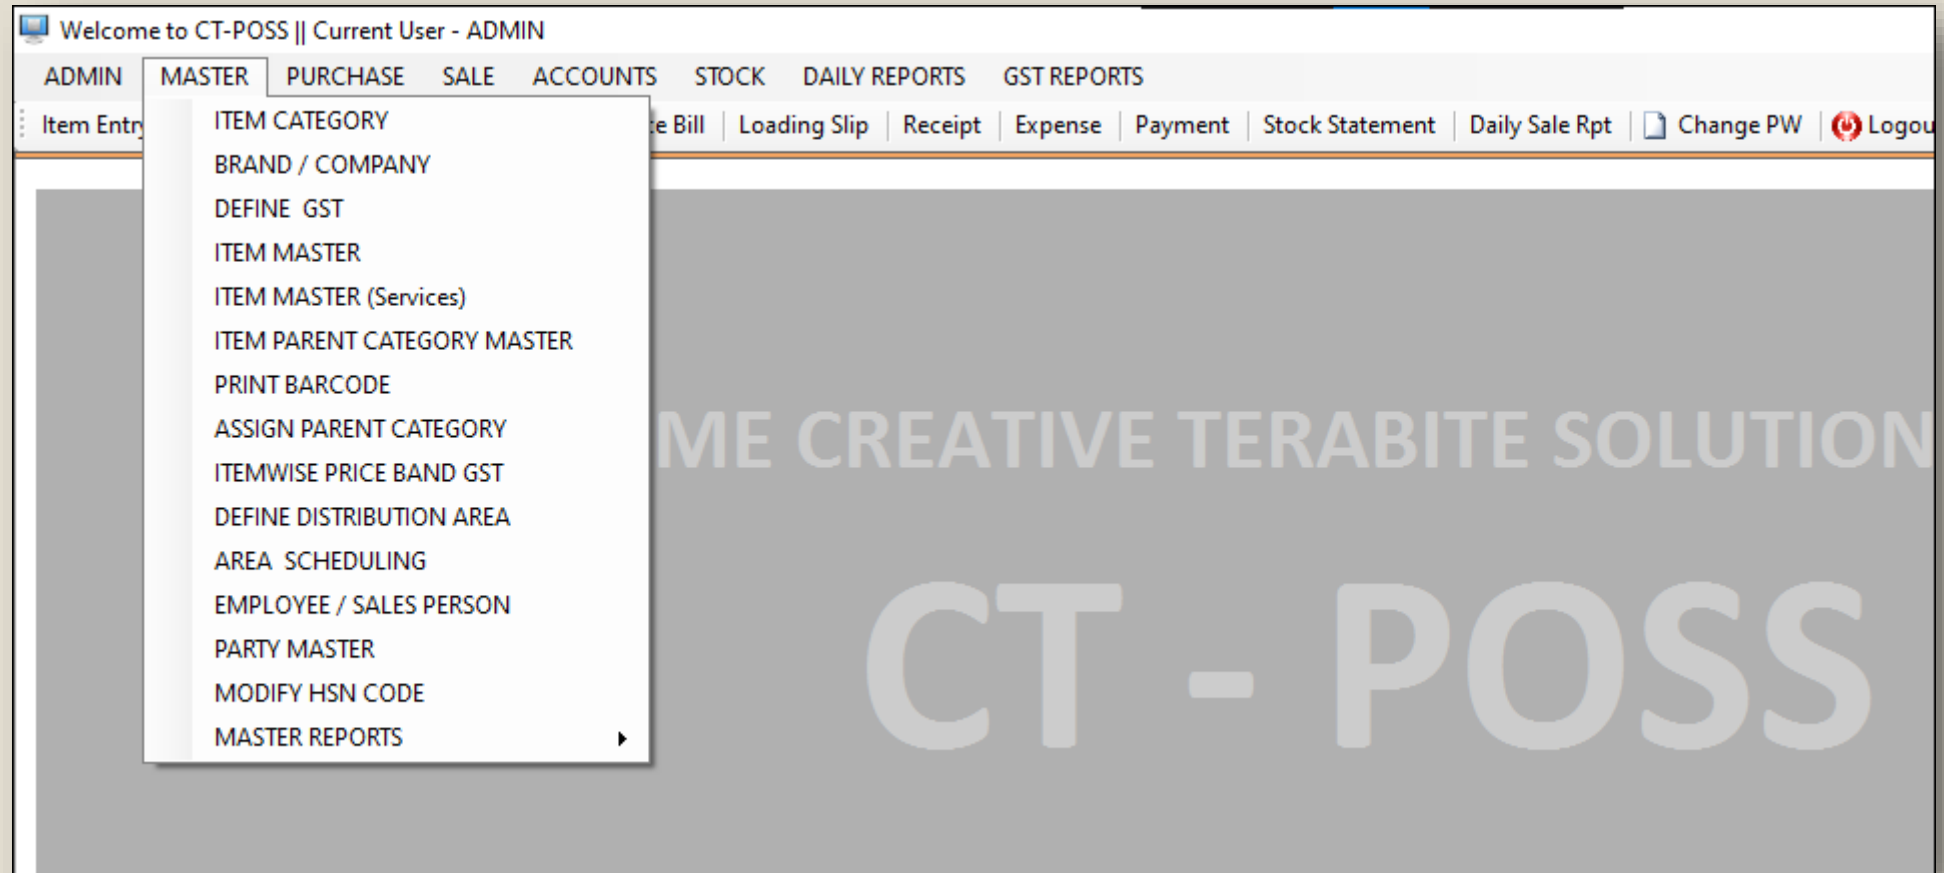 Welcome to CT-POSS || Current User - ADMIN
ADMIN MASTER PURCHASE SALE ACCOUNTS STOCK DAILY REPORTS GST REPORTS
Item Bill Loading Slip Receipt Expense Payment Stock Statement Daily Sale Rpt Change PW
ITEM CATEGORY
BRAND / COMPANY
DEFINE GST
ITEM MASTER
ITEM MASTER (Services)
ITEM PARENT CATEGORY MASTER
PRINT BARCODE
ASSIGN PARENT CATEGORY
ITEMWISE PRICE BAND GST
DEFINE DISTRIBUTION AREA
AREA SCHEDULING
EMPLOYEE / SALES PERSON
PARTY MASTER
MODIFY HSN CODE
MASTER REPORTS
CREATIVE TERABITE SOLUTION
CT - POSS